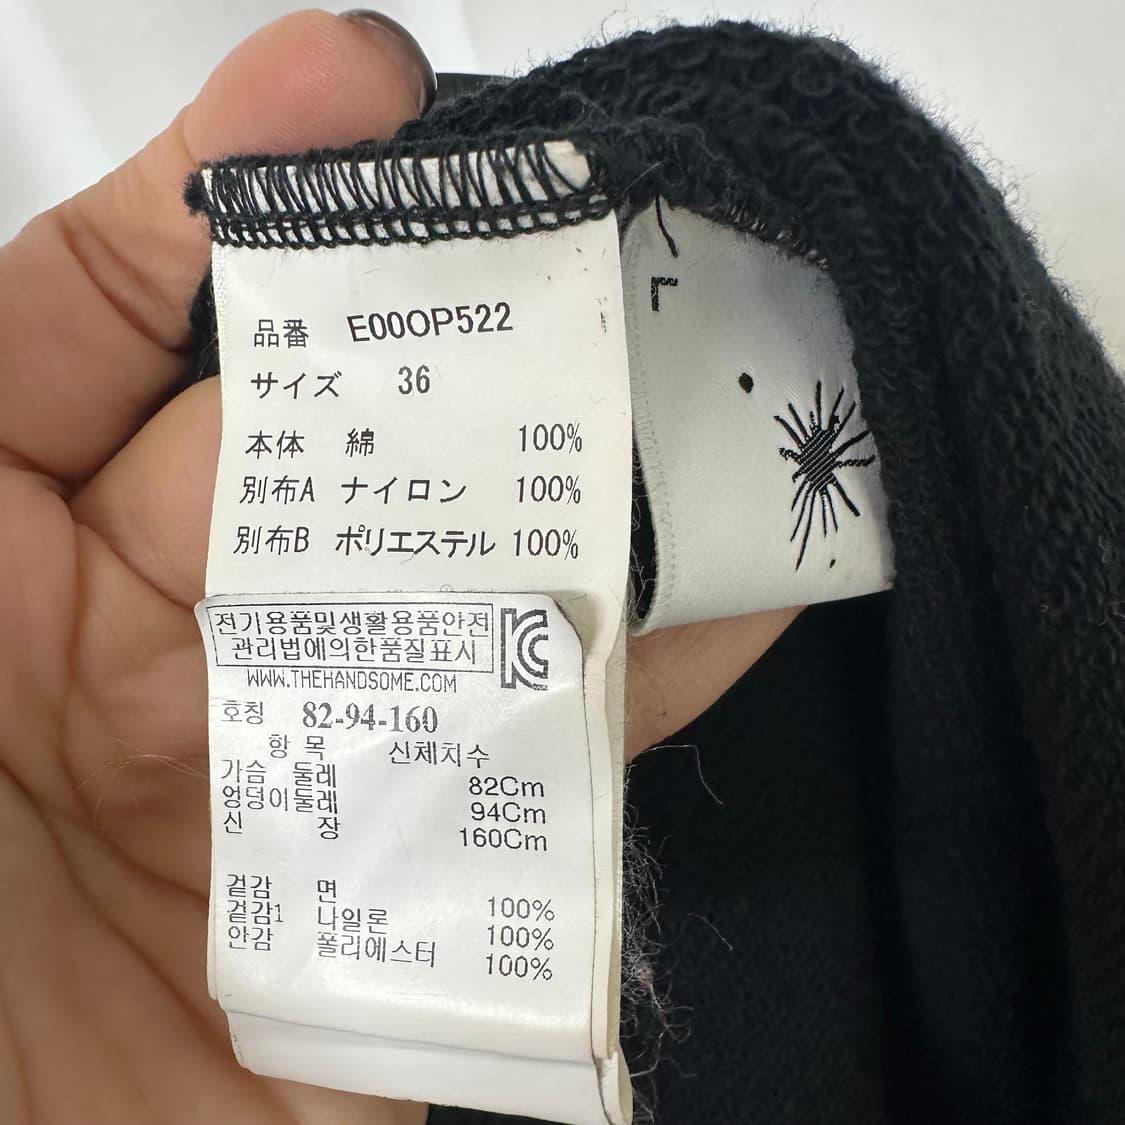 品番 E00OP522
サイズ 36
本体 綿 100%
別布A ナイロン 100%
別布B ポリエステル 100%
전기용품및생활용품안전
관리법에의한품질표시
KC
WWW.THEHANDSOME.COM
호칭 82-94-160
항 목 신체치수
가슴 둘레 82Cm
엉덩이둘레 94Cm
신 장 160Cm
겉감 면 100%
겉감1 나일론 100%
안감 폴리에스터 100%